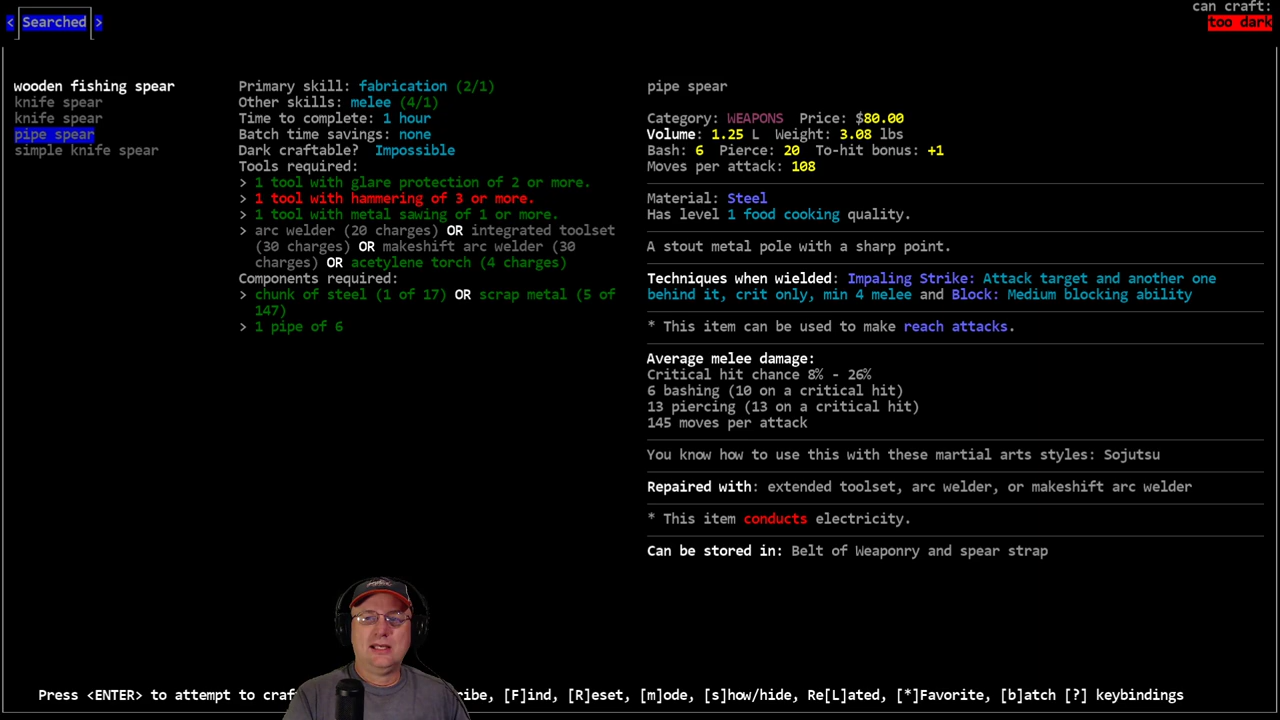 can craft:
< Searched >
too dark
wooden fishing spear
knife spear
knife spear
pipe spear
simple knife spear
Primary skill: fabrication (2/1)
Other skills: melee (4/1)
Time to complete: 1 hour
Batch time savings: none
Dark craftable? Impossible
Tools required:
> 1 tool with glare protection of 2 or more.
> 1 tool with hammering of 3 or more.
> 1 tool with metal sawing of 1 or more.
> arc welder (20 charges) OR integrated toolset
(30 charges) OR makeshift arc welder (30
charges) OR acetylene torch (4 charges)
Components required:
> chunk of steel (1 of 17) OR scrap metal (5 of
147)
> 1 pipe of 6
pipe spear
Category: WEAPONS Price: $80.00
Volume: 1.25 L Weight: 3.08 lbs
Bash: 6 Pierce: 20 To-hit bonus: +1
Moves per attack: 108
Material: Steel
Has level 1 food cooking quality.
A stout metal pole with a sharp point.
Techniques when wielded: Impaling Strike: Attack target and another one
behind it, crit only, min 4 melee and Block: Medium blocking ability
* This item can be used to make reach attacks.
Average melee damage:
Critical hit chance 8% - 26%
6 bashing (10 on a critical hit)
13 piercing (13 on a critical hit)
145 moves per attack
You know how to use this with these martial arts styles: Sojutsu
Repaired with: extended toolset, arc welder, or makeshift arc welder
* This item conducts electricity.
Can be stored in: Belt of Weaponry and spear strap
Press <ENTER> to attempt to craf ribe, [F]ind, [R]eset, [m]ode, [s]how/hide, Re[L]ated, [*]Favorite, [b]atch [?] keybindings